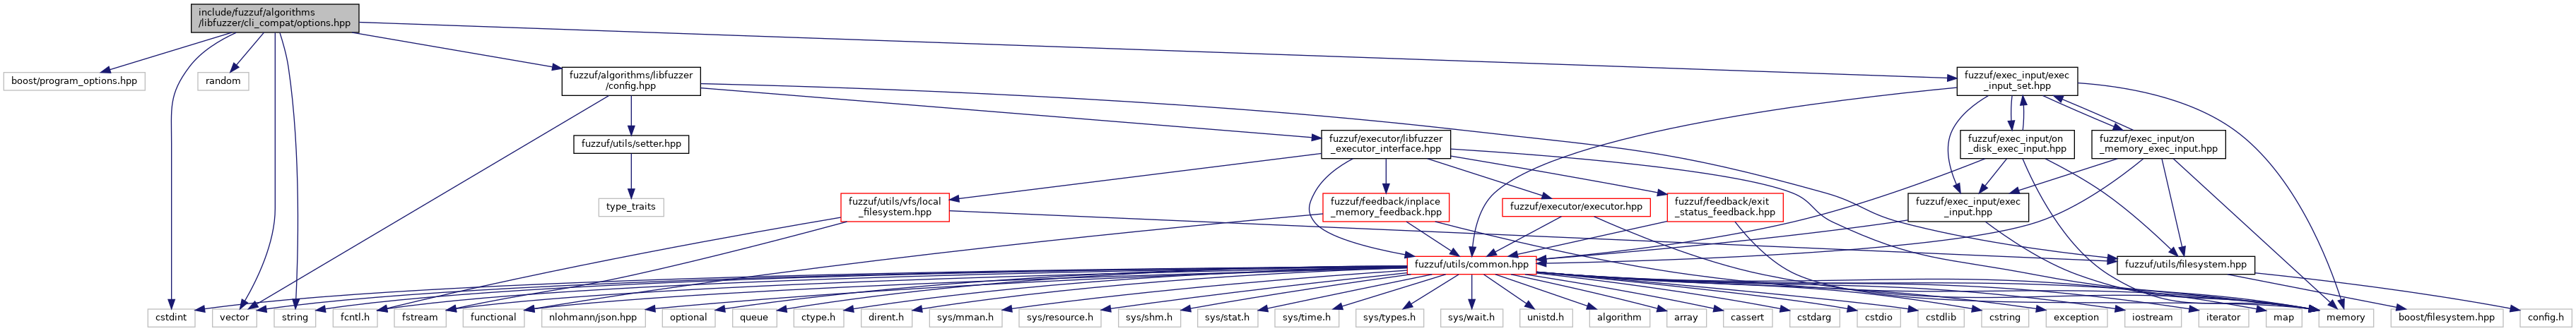 include/fuzzuf/algorithms
/libfuzzer/cli_compat/options.hpp
boost/program_options.hpp
random
fuzzuf/algorithms/libfuzzer
/config.hpp
fuzzuf/exec_input/exec
_input_set.hpp
fuzzuf/utils/setter.hpp
fuzzuf/executor/libfuzzer
_executor_interface.hpp
fuzzuf/exec_input/on
_disk_exec_input.hpp
fuzzuf/exec_input/on
_memory_exec_input.hpp
type_traits
fuzzuf/utils/vfs/local
_filesystem.hpp
fuzzuf/feedback/inplace
_memory_feedback.hpp
fuzzuf/executor/executor.hpp
fuzzuf/feedback/exit
_status_feedback.hpp
fuzzuf/exec_input/exec
_input.hpp
fuzzuf/utils/common.hpp
fuzzuf/utils/filesystem.hpp
cstdint
vector
string
fcntl.h
fstream
functional
nlohmann/json.hpp
optional
queue
ctype.h
dirent.h
sys/mman.h
sys/resource.h
sys/shm.h
sys/stat.h
sys/time.h
sys/types.h
sys/wait.h
unistd.h
algorithm
array
cassert
cstdarg
cstdio
cstdlib
cstring
exception
iostream
iterator
map
memory
boost/filesystem.hpp
config.h